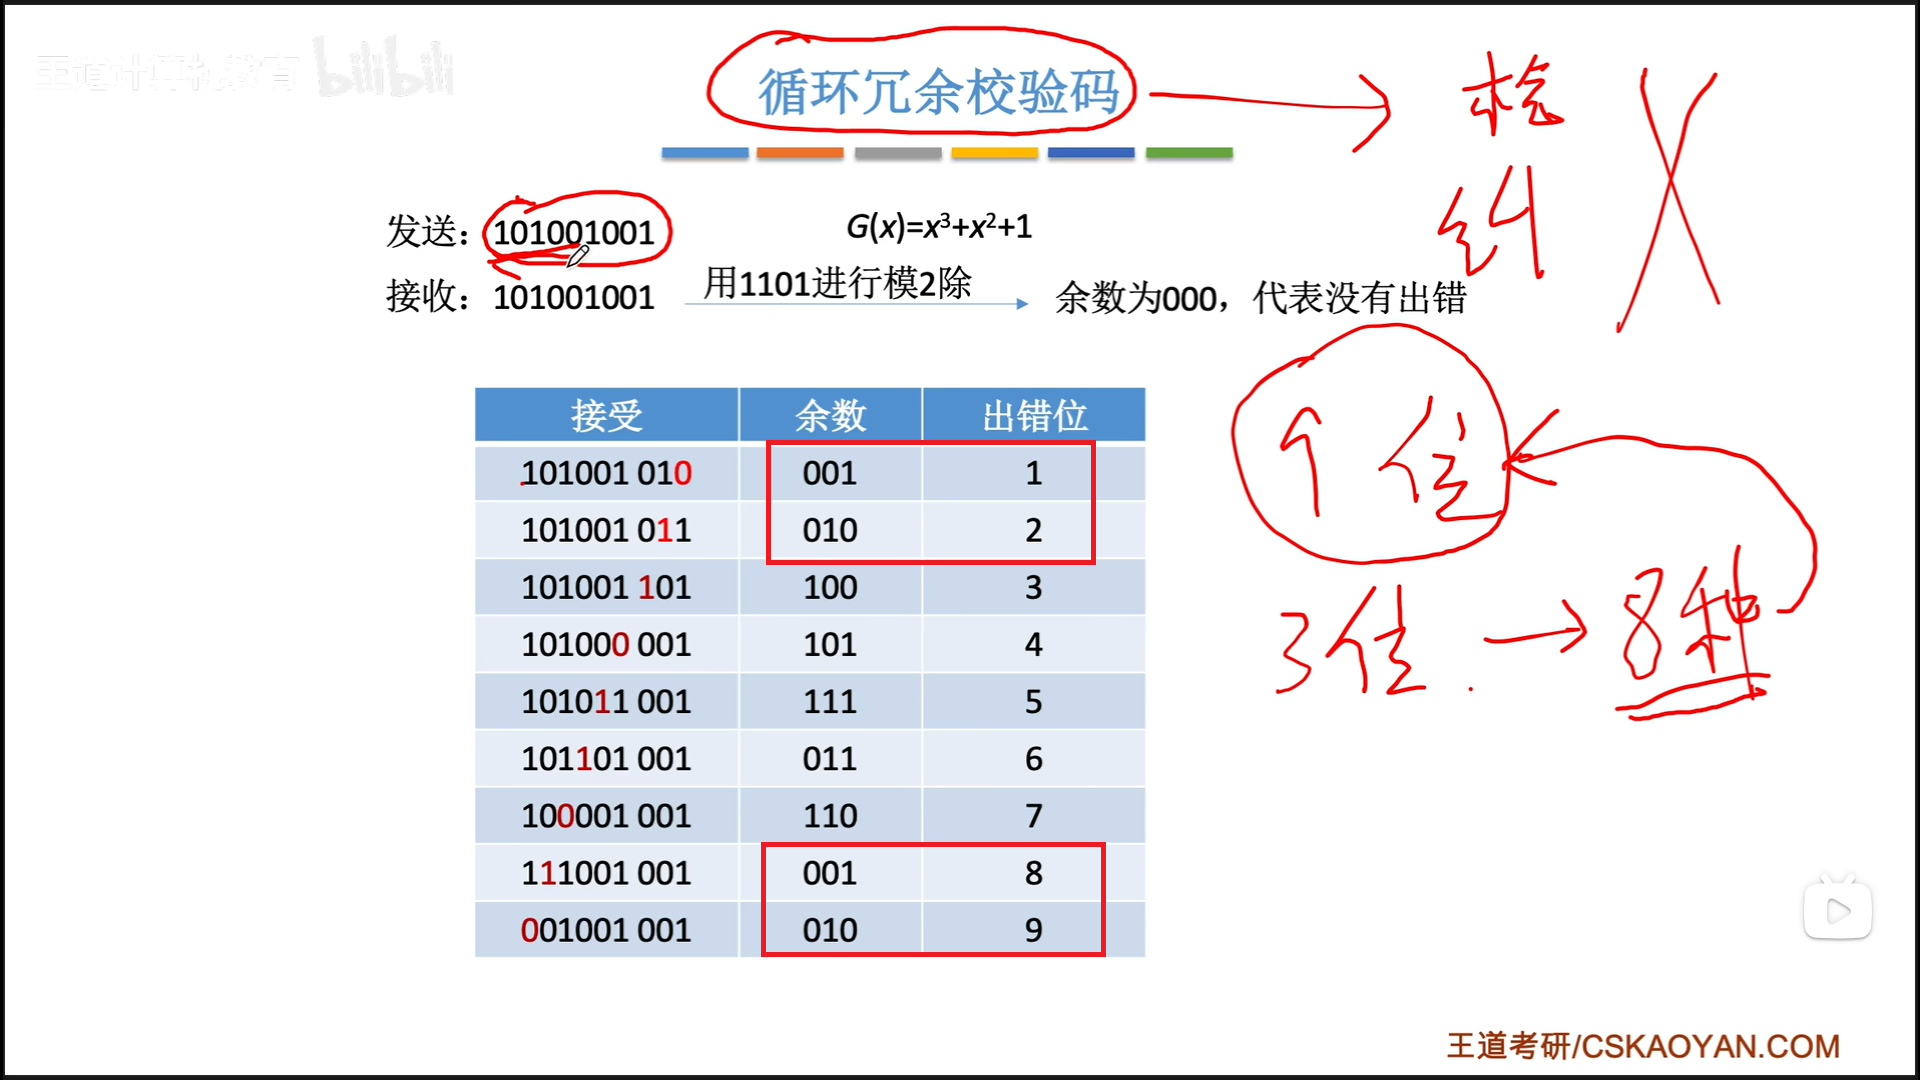 王道计算机教育 bilibili
循环冗余校验码
检
纠
发送：101001001
G(x)=x³+x²+1
接收：101001001
用1101进行模2除
余数为000，代表没有出错
接受 余数 出错位
101001 010 001 1
101001 011 010 2
101001 101 100 3
101000 001 101 4
101011 001 111 5
101101 001 011 6
100001 001 110 7
111001 001 001 8
001001 001 010 9
个位
3位 → 8种
王道考研/CSKAOYAN.COM